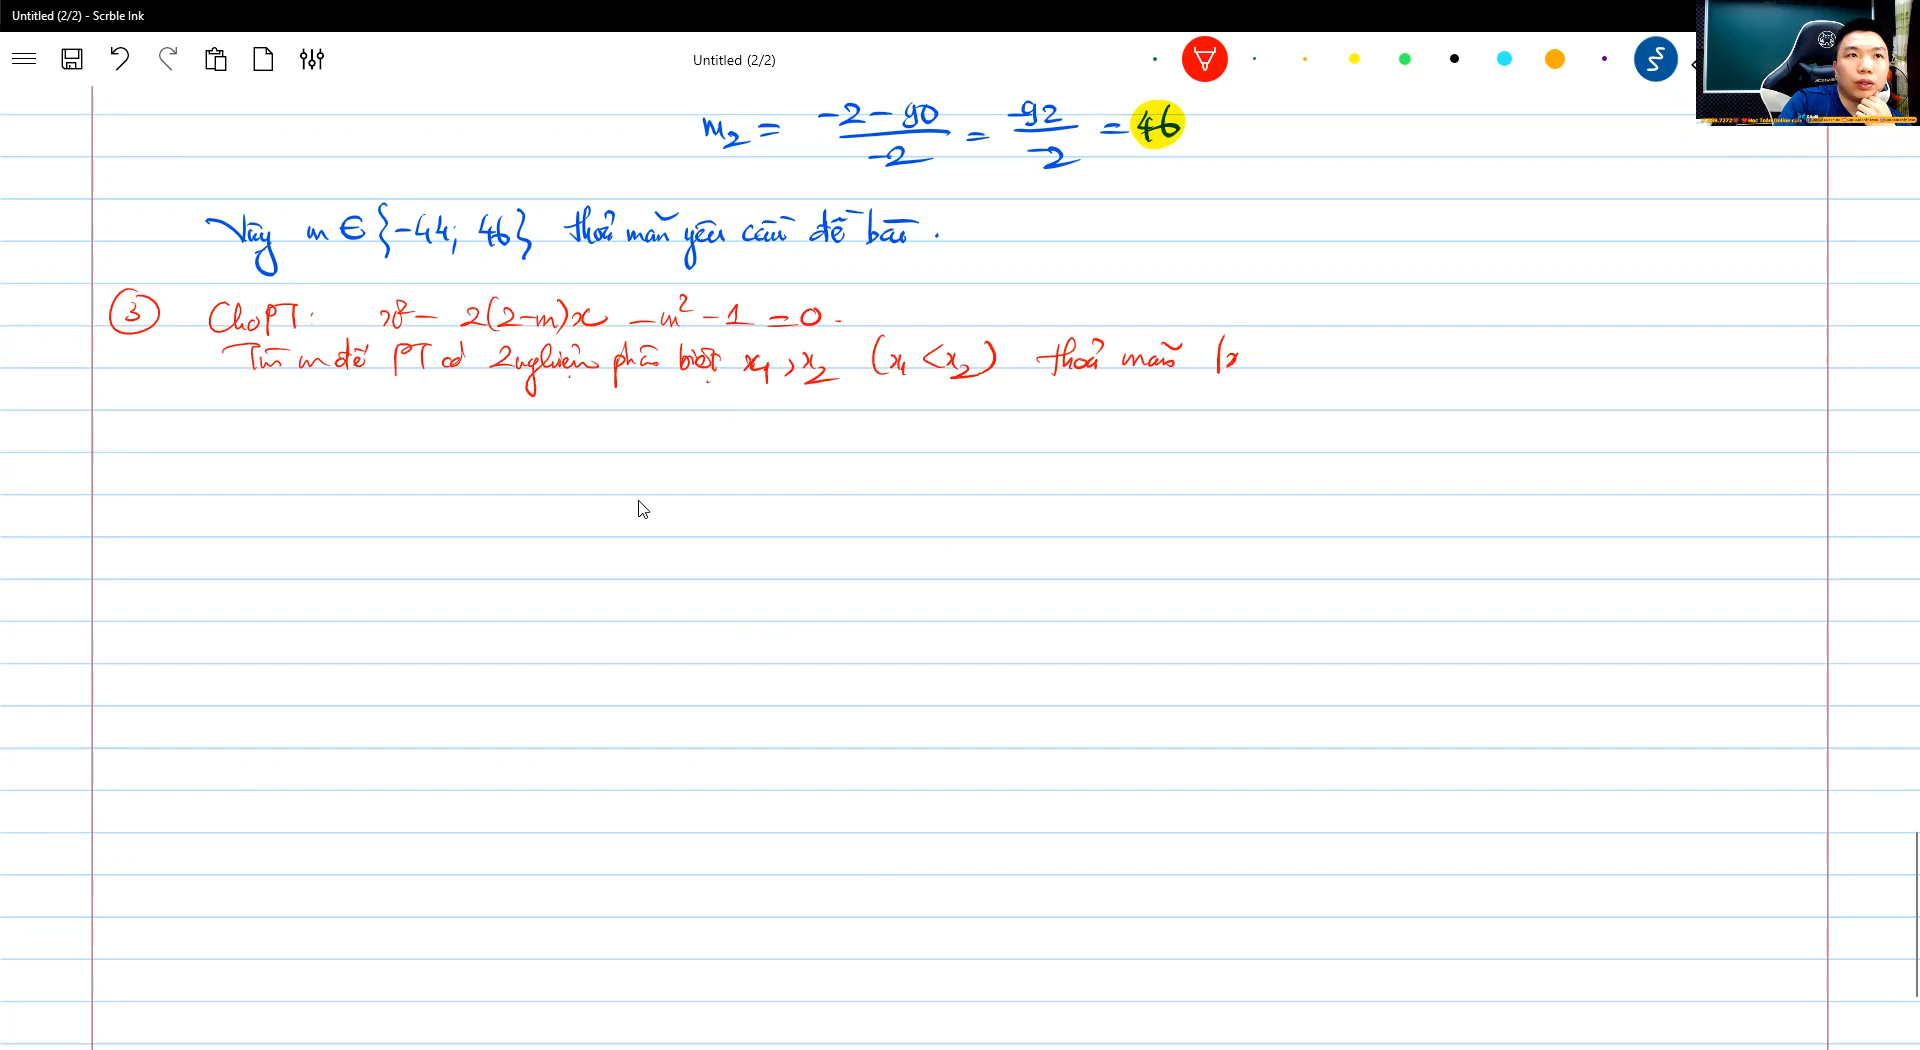 Untitled (2/2) - Scrble Ink
Untitled (2/2)
m₂ = (-2 - 90)/(-2) = (-92)/(-2) = 46
Vậy m ∈ {-44; 46} thoả mãn yêu cầu đề bài.
③ Cho PT: x² - 2(2-m)x - m² - 1 = 0.
Tìm m để PT có 2 nghiệm phân biệt x₁, x₂ (x₁ < x₂) thoả mãn |x